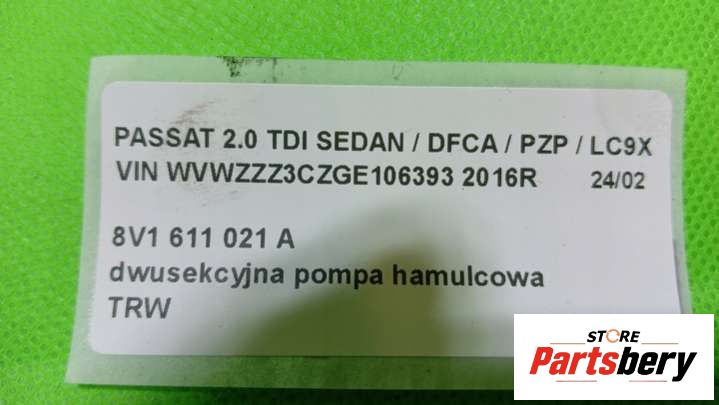 PASSAT 2.0 TDI SEDAN / DFCA / PZP / LC9X
VIN WVWZZZ3CZGE106393 2016R 24/02
8V1 611 021 A
dwusekcyjna pompa hamulcowa
TRW
STORE
Partsbery